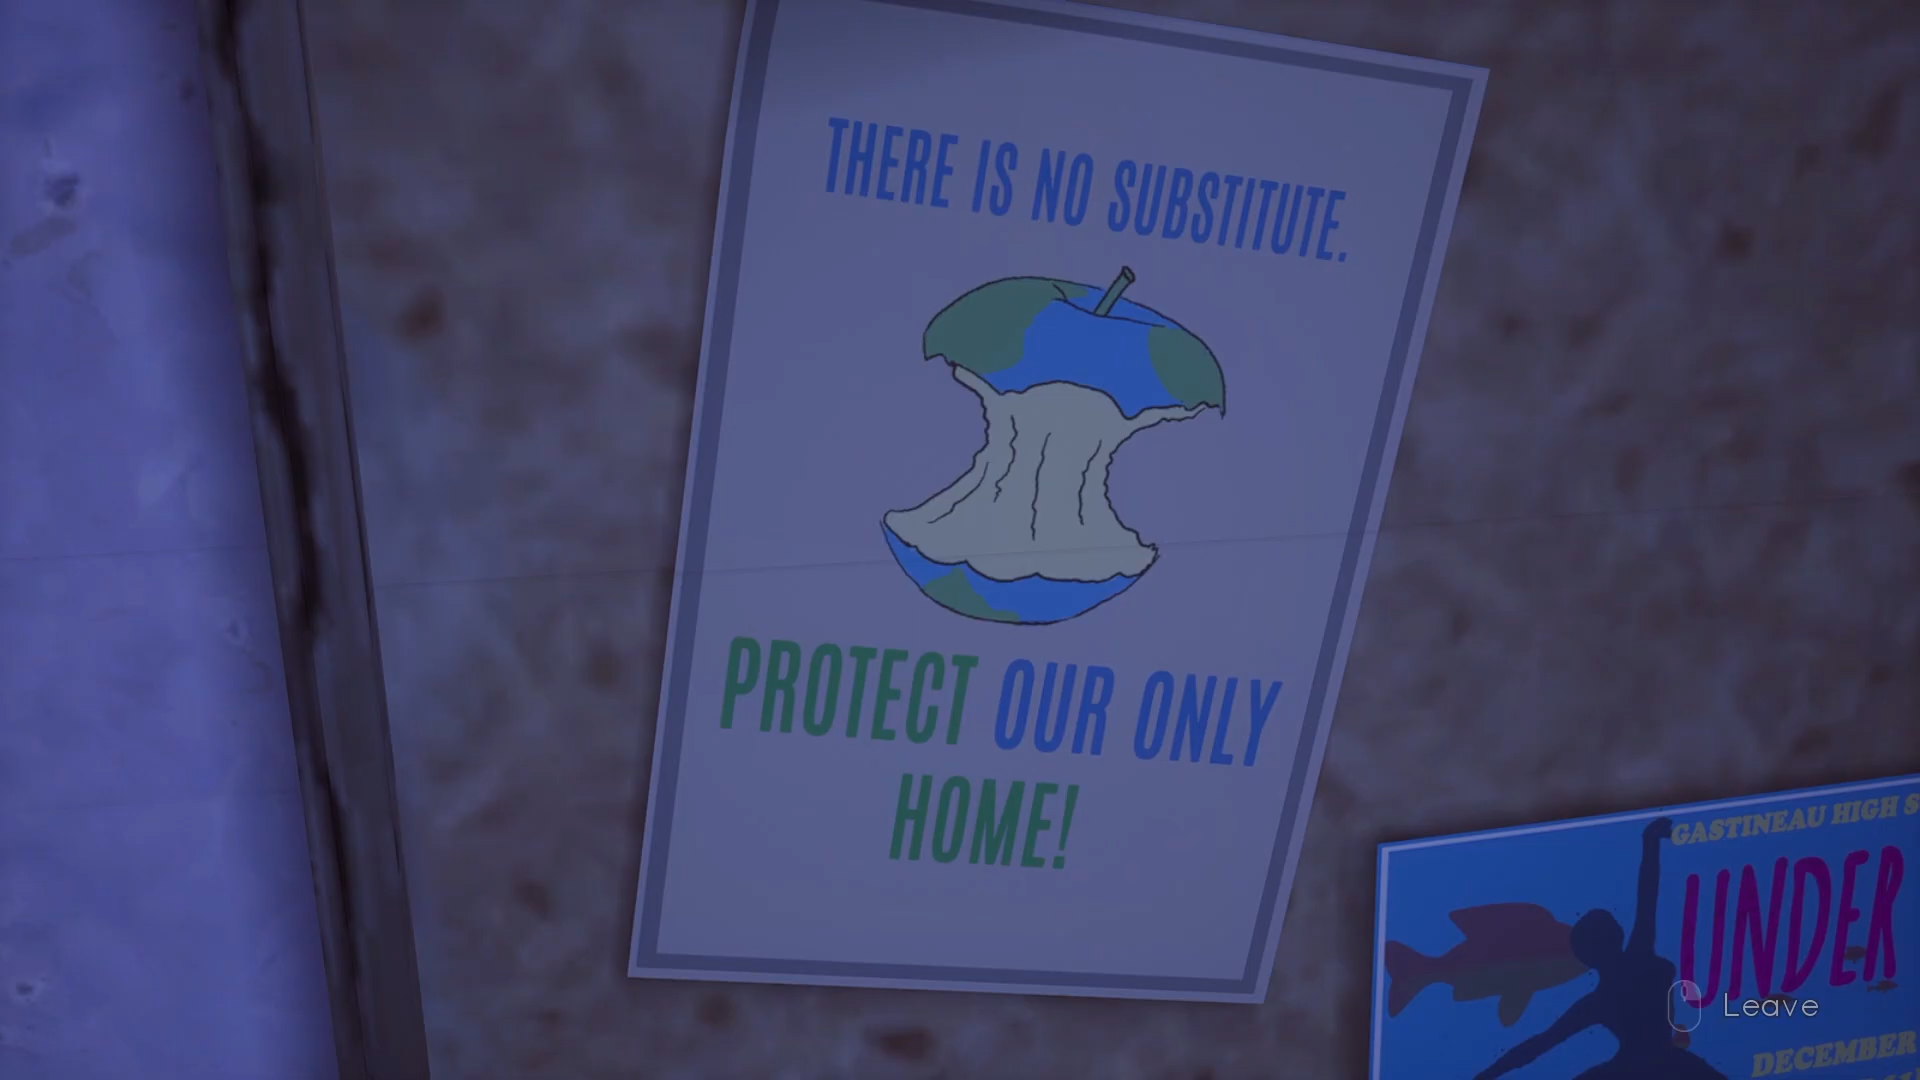 THERE IS NO SUBSTITUTE.
PROTECT OUR ONLY
HOME!
GASTINEAU HIGH
UNDER
Leave
DECEMBER